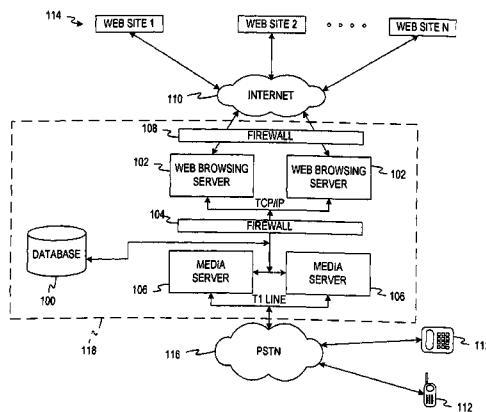 114
WEB SITE 1
WEB SITE 2
WEB SITE N
110
INTERNET
108
FIREWALL
102
WEB BROWSING SERVER
WEB BROWSING SERVER
102
TCP/IP
104
FIREWALL
DATABASE
100
MEDIA SERVER
MEDIA SERVER
106
106
T1 LINE
118
116
PSTN
112